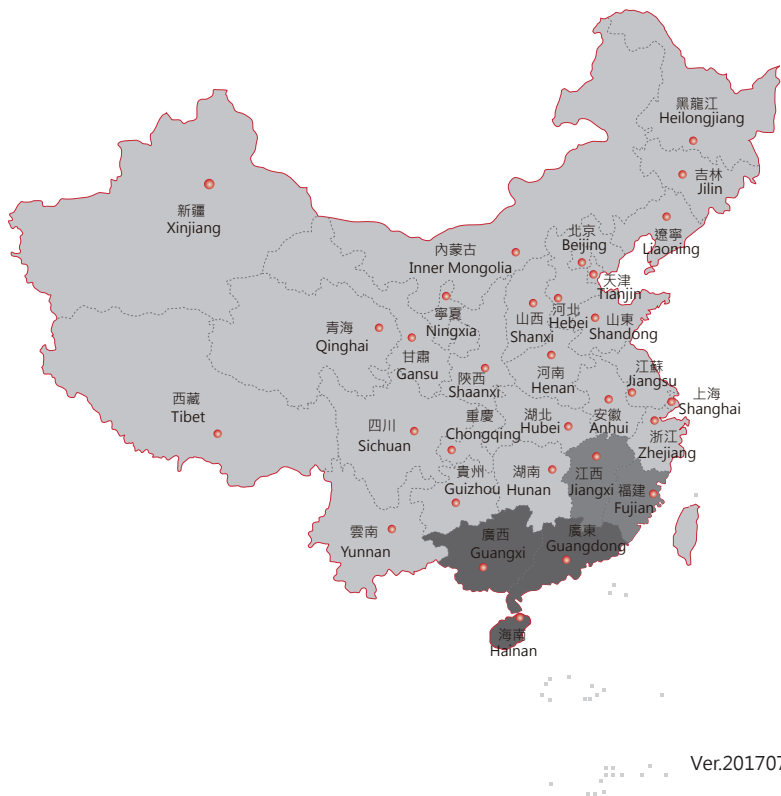 黑龍江
Heilongjiang
吉林
Jilin
新疆
Xinjiang
遼寧
Liaoning
北京
Beijing
內蒙古
Inner Mongolia
天津
Tianjin
寧夏
Ningxia
山西
Shanxi
河北
Hebei
山東
Shandong
青海
Qinghai
甘肅
Gansu
陝西
Shaanxi
河南
Henan
江蘇
Jiangsu
上海
Shanghai
西藏
Tibet
四川
Sichuan
重慶
Chongqing
湖北
Hubei
安徽
Anhui
浙江
Zhejiang
貴州
Guizhou
湖南
Hunan
江西
Jiangxi
福建
Fujian
雲南
Yunnan
廣西
Guangxi
廣東
Guangdong
海南
Hainan
Ver.201707